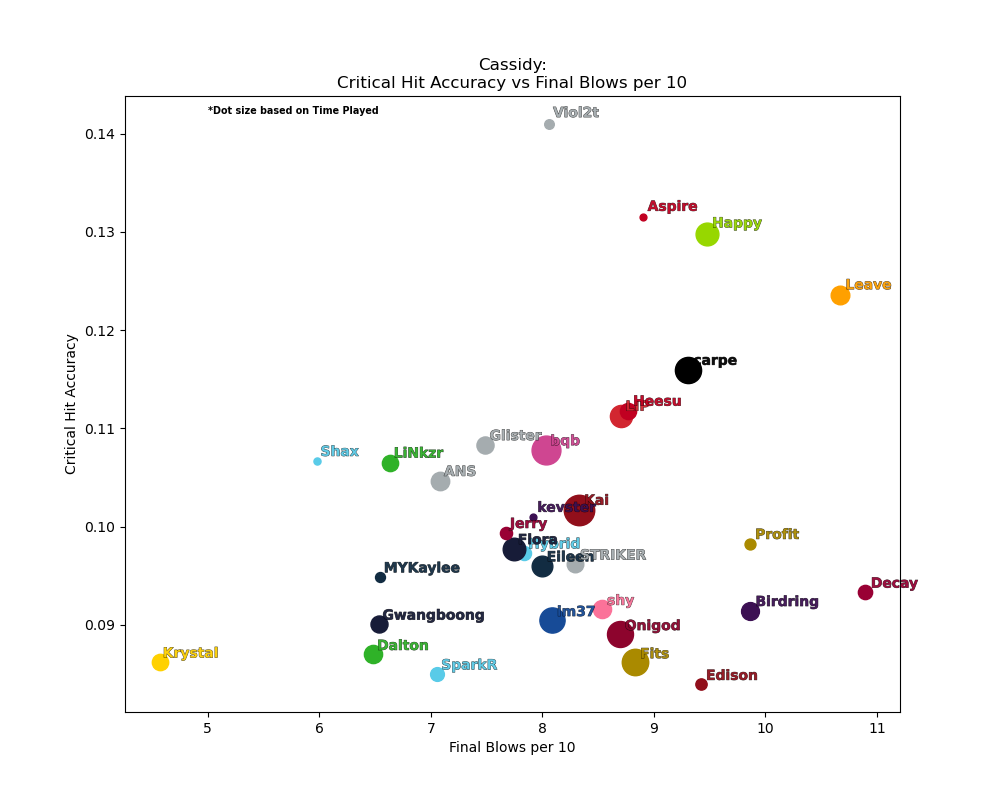 Cassidy:
Critical Hit Accuracy vs Final Blows per 10
*Dot size based on Time Played
Viol2t
Aspire
Happy
Leave
carpe
Heesu
LIP
Glister
hqb
Shax
LiNkzr
ANS
Kai
kevster
Jerry
Flora
Hybrid
Eileen
STRIKER
Profit
MYKaylee
Decay
shy
Birdring
Gwangboong
Im37
Onigod
Krystal
Dalton
Fits
SparkR
Edison
0.14
0.13
0.12
0.11
0.10
0.09
Critical Hit Accuracy
5 6 7 8 9 10 11
Final Blows per 10